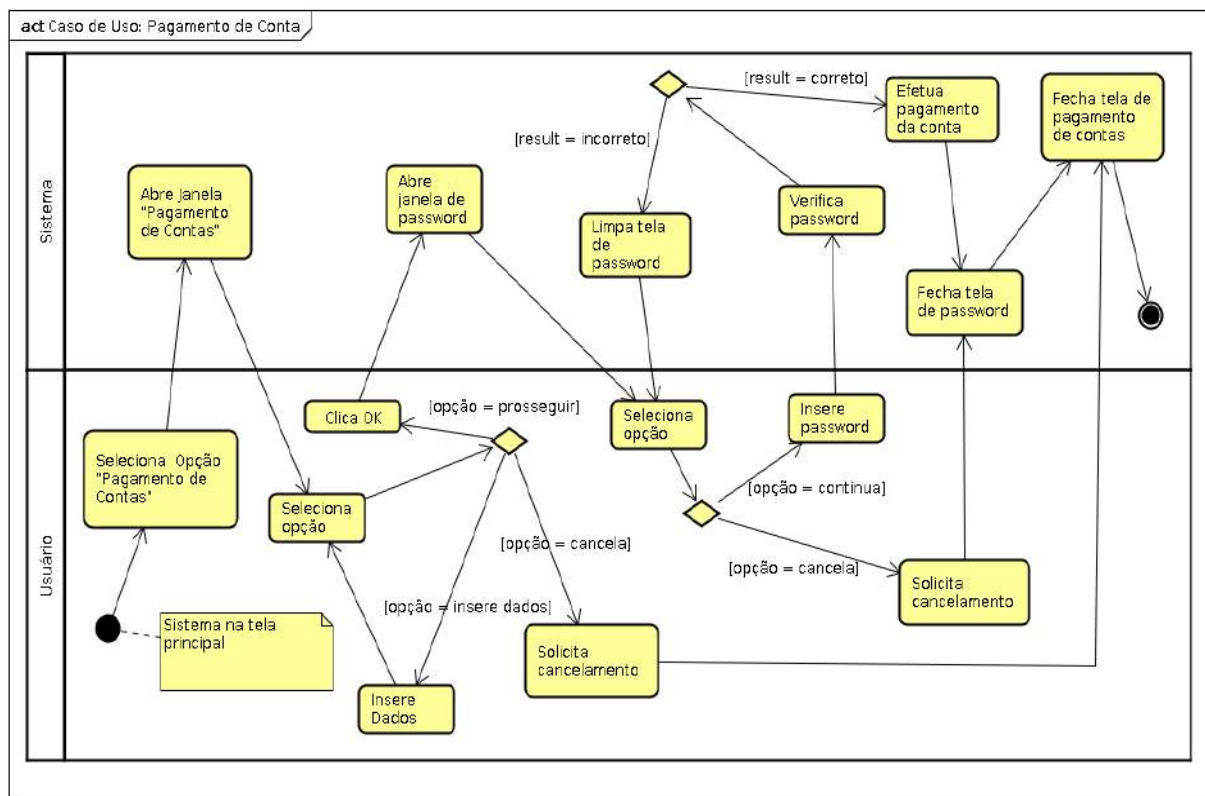 act Caso de Uso: Pagamento de Conta
Sistema
[result = correto]
Efetua
pagamento
da conta
Fecha tela de
pagamento
de contas
[result = incorreto]
Abre Janela
"Pagamento
de Contas"
Abre
janela de
password
Limpa tela
de
password
Verifica
password
Fecha tela
de password
Usuário
Clica OK
[opção = prosseguir]
Seleciona
opção
Insere
password
Seleciona Opção
"Pagamento de
Contas"
Seleciona
opção
[opção = continua]
[opção = cancela]
[opção = cancela]
Solicita
cancelamento
[opção = insere dados]
Sistema na tela
principal
Solicita
cancelamento
Insere
Dados